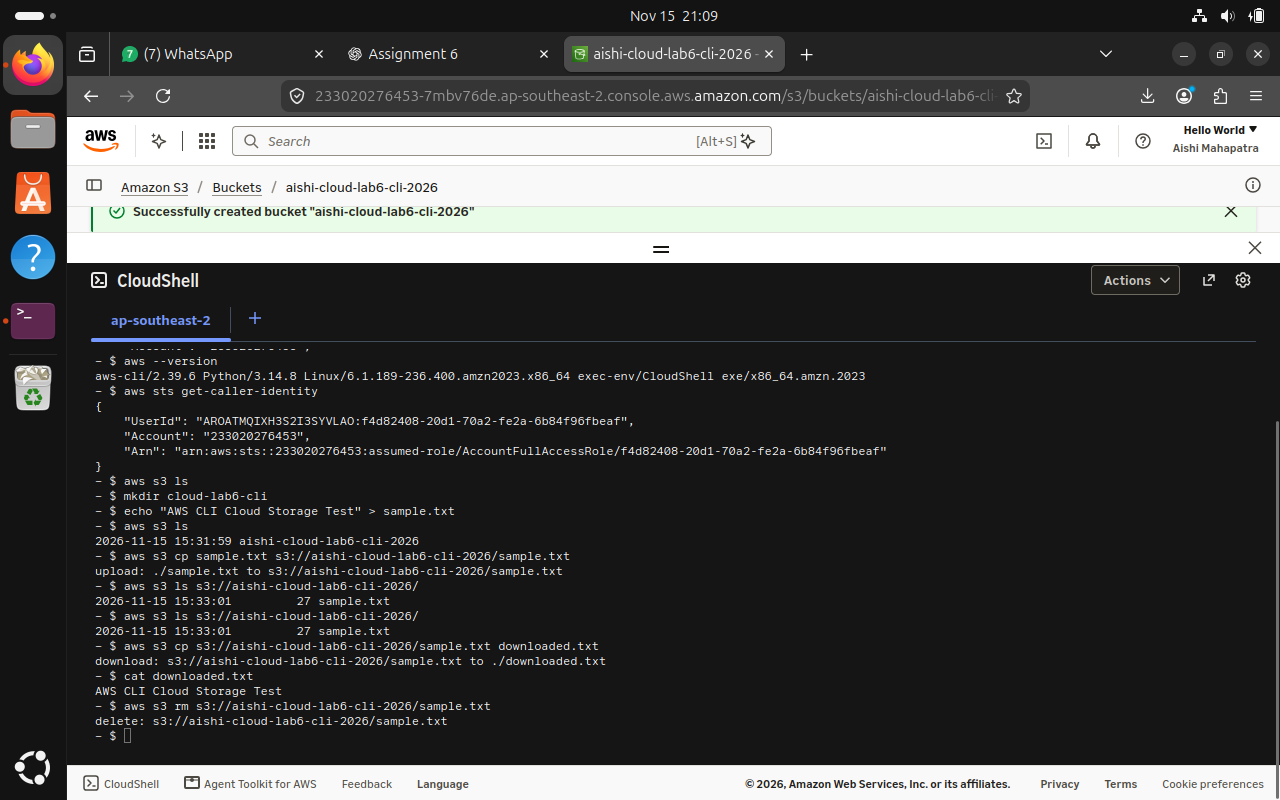 Nov 15 21:09
7 (7) WhatsApp
Assignment 6
aishi-cloud-lab6-cli-2026 -
233020276453-7mbv76de.ap-southeast-2.console.aws.amazon.com/s3/buckets/aishi-cloud-lab6-cli-
aws
Search
[Alt+S]
Hello World
Aishi Mahapatra
Amazon S3 / Buckets / aishi-cloud-lab6-cli-2026
Successfully created bucket "aishi-cloud-lab6-cli-2026"
CloudShell
Actions
ap-southeast-2
~ $ aws --version
aws-cli/2.39.6 Python/3.14.8 Linux/6.1.189-236.400.amzn2023.x86_64 exec-env/CloudShell exe/x86_64.amzn.2023
~ $ aws sts get-caller-identity
{
    "UserId": "AROATMQIXH3S2I3SYVLAO:f4d82408-20d1-70a2-fe2a-6b84f96fbeaf",
    "Account": "233020276453",
    "Arn": "arn:aws:sts::233020276453:assumed-role/AccountFullAccessRole/f4d82408-20d1-70a2-fe2a-6b84f96fbeaf"
}
~ $ aws s3 ls
~ $ mkdir cloud-lab6-cli
~ $ echo "AWS CLI Cloud Storage Test" > sample.txt
~ $ aws s3 ls
2026-11-15 15:31:59 aishi-cloud-lab6-cli-2026
~ $ aws s3 cp sample.txt s3://aishi-cloud-lab6-cli-2026/sample.txt
upload: ./sample.txt to s3://aishi-cloud-lab6-cli-2026/sample.txt
~ $ aws s3 ls s3://aishi-cloud-lab6-cli-2026/
2026-11-15 15:33:01         27 sample.txt
~ $ aws s3 ls s3://aishi-cloud-lab6-cli-2026/
2026-11-15 15:33:01         27 sample.txt
~ $ aws s3 cp s3://aishi-cloud-lab6-cli-2026/sample.txt downloaded.txt
download: s3://aishi-cloud-lab6-cli-2026/sample.txt to ./downloaded.txt
~ $ cat downloaded.txt
AWS CLI Cloud Storage Test
~ $ aws s3 rm s3://aishi-cloud-lab6-cli-2026/sample.txt
delete: s3://aishi-cloud-lab6-cli-2026/sample.txt
~ $
CloudShell
Agent Toolkit for AWS
Feedback
Language
© 2026, Amazon Web Services, Inc. or its affiliates.
Privacy
Terms
Cookie preferences